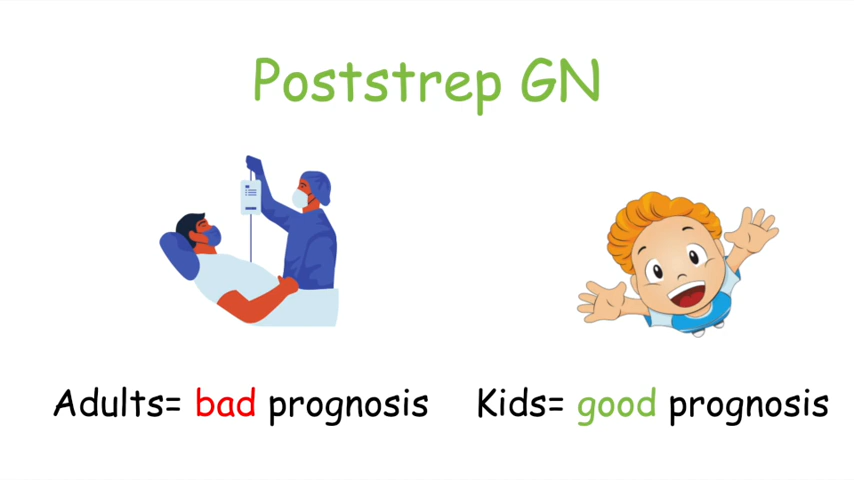 Poststrep GN
Adults= bad prognosis
Kids= good prognosis